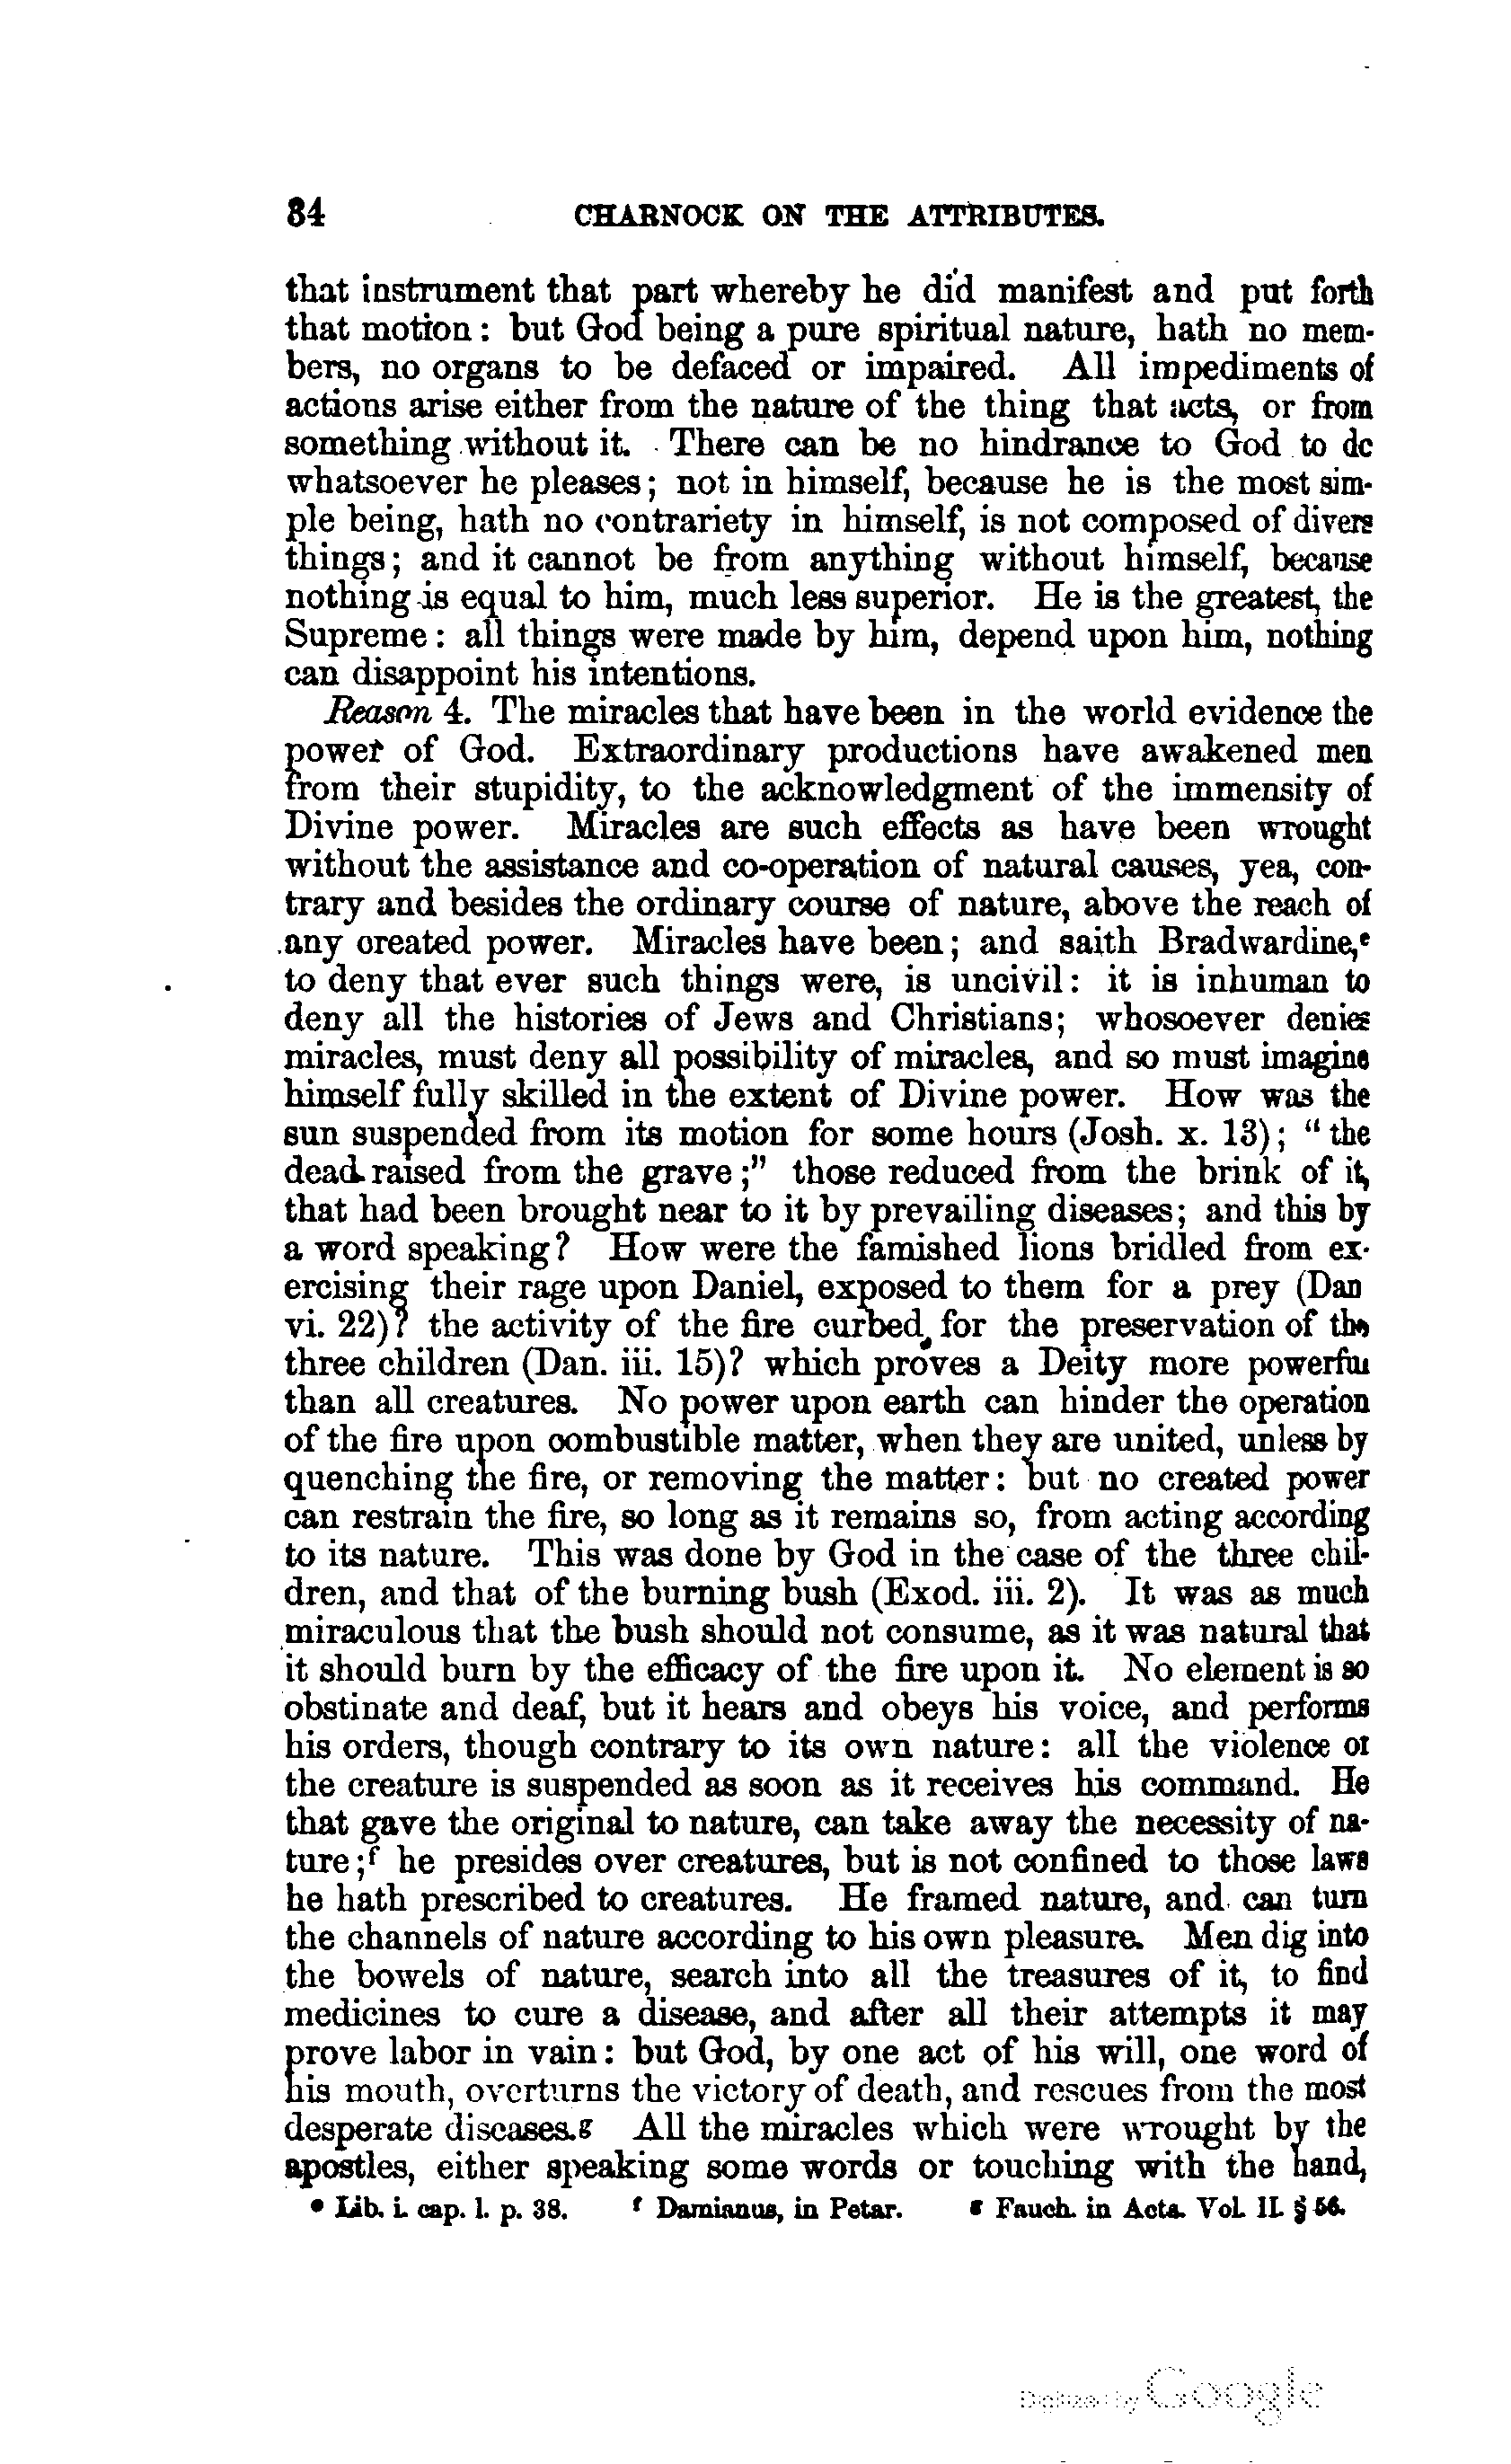 34 CHARNOCK ON THE ATTRIBUTES.
that instrument that part whereby he did manifest and put forth
that motion: but God being a pure spiritual nature, hath no mem-
bers, no organs to be defaced or impaired. All impediments of
actions arise either from the nature of the thing that acts, or from
something without it. There can be no hindrance to God to do
whatsoever he pleases; not in himself, because he is the most sim-
ple being, hath no contrariety in himself, is not composed of divers
things; and it cannot be from anything without himself, because
nothing is equal to him, much less superior. He is the greatest, the
Supreme: all things were made by him, depend upon him, nothing
can disappoint his intentions.
Reason 4. The miracles that have been in the world evidence the
power of God. Extraordinary productions have awakened men
from their stupidity, to the acknowledgment of the immensity of
Divine power. Miracles are such effects as have been wrought
without the assistance and co-operation of natural causes, yea, con-
trary and besides the ordinary course of nature, above the reach of
any created power. Miracles have been; and saith Bradwardine,e
to deny that ever such things were, is uncivil: it is inhuman to
deny all the histories of Jews and Christians; whosoever denies
miracles, must deny all possibility of miracles, and so must imagine
himself fully skilled in the extent of Divine power. How was the
sun suspended from its motion for some hours (Josh. x. 13); "the
dead raised from the grave;" those reduced from the brink of it,
that had been brought near to it by prevailing diseases; and this by
a word speaking? How were the famished lions bridled from ex-
ercising their rage upon Daniel, exposed to them for a prey (Dan
vi. 22)? the activity of the fire curbed, for the preservation of the
three children (Dan. iii. 15)? which proves a Deity more powerful
than all creatures. No power upon earth can hinder the operation
of the fire upon combustible matter, when they are united, unless by
quenching the fire, or removing the matter: but no created power
can restrain the fire, so long as it remains so, from acting according
to its nature. This was done by God in the case of the three chil-
dren, and that of the burning bush (Exod. iii. 2). It was as much
miraculous that the bush should not consume, as it was natural that
it should burn by the efficacy of the fire upon it. No element is so
obstinate and deaf, but it hears and obeys his voice, and performs
his orders, though contrary to its own nature: all the violence of
the creature is suspended as soon as it receives his command. He
that gave the original to nature, can take away the necessity of na-
ture;f he presides over creatures, but is not confined to those laws
he hath prescribed to creatures. He framed nature, and can turn
the channels of nature according to his own pleasure. Men dig into
the bowels of nature, search into all the treasures of it, to find
medicines to cure a disease, and after all their attempts it may
prove labor in vain: but God, by one act of his will, one word of
his mouth, overturns the victory of death, and rescues from the most
desperate diseases.g All the miracles which were wrought by the
apostles, either speaking some words or touching with the hand,
e Lib. i. cap. 1. p. 38. f Damianus, in Petar. g Fauch. in Acta. Vol. II. § 56.
Digitized by Google